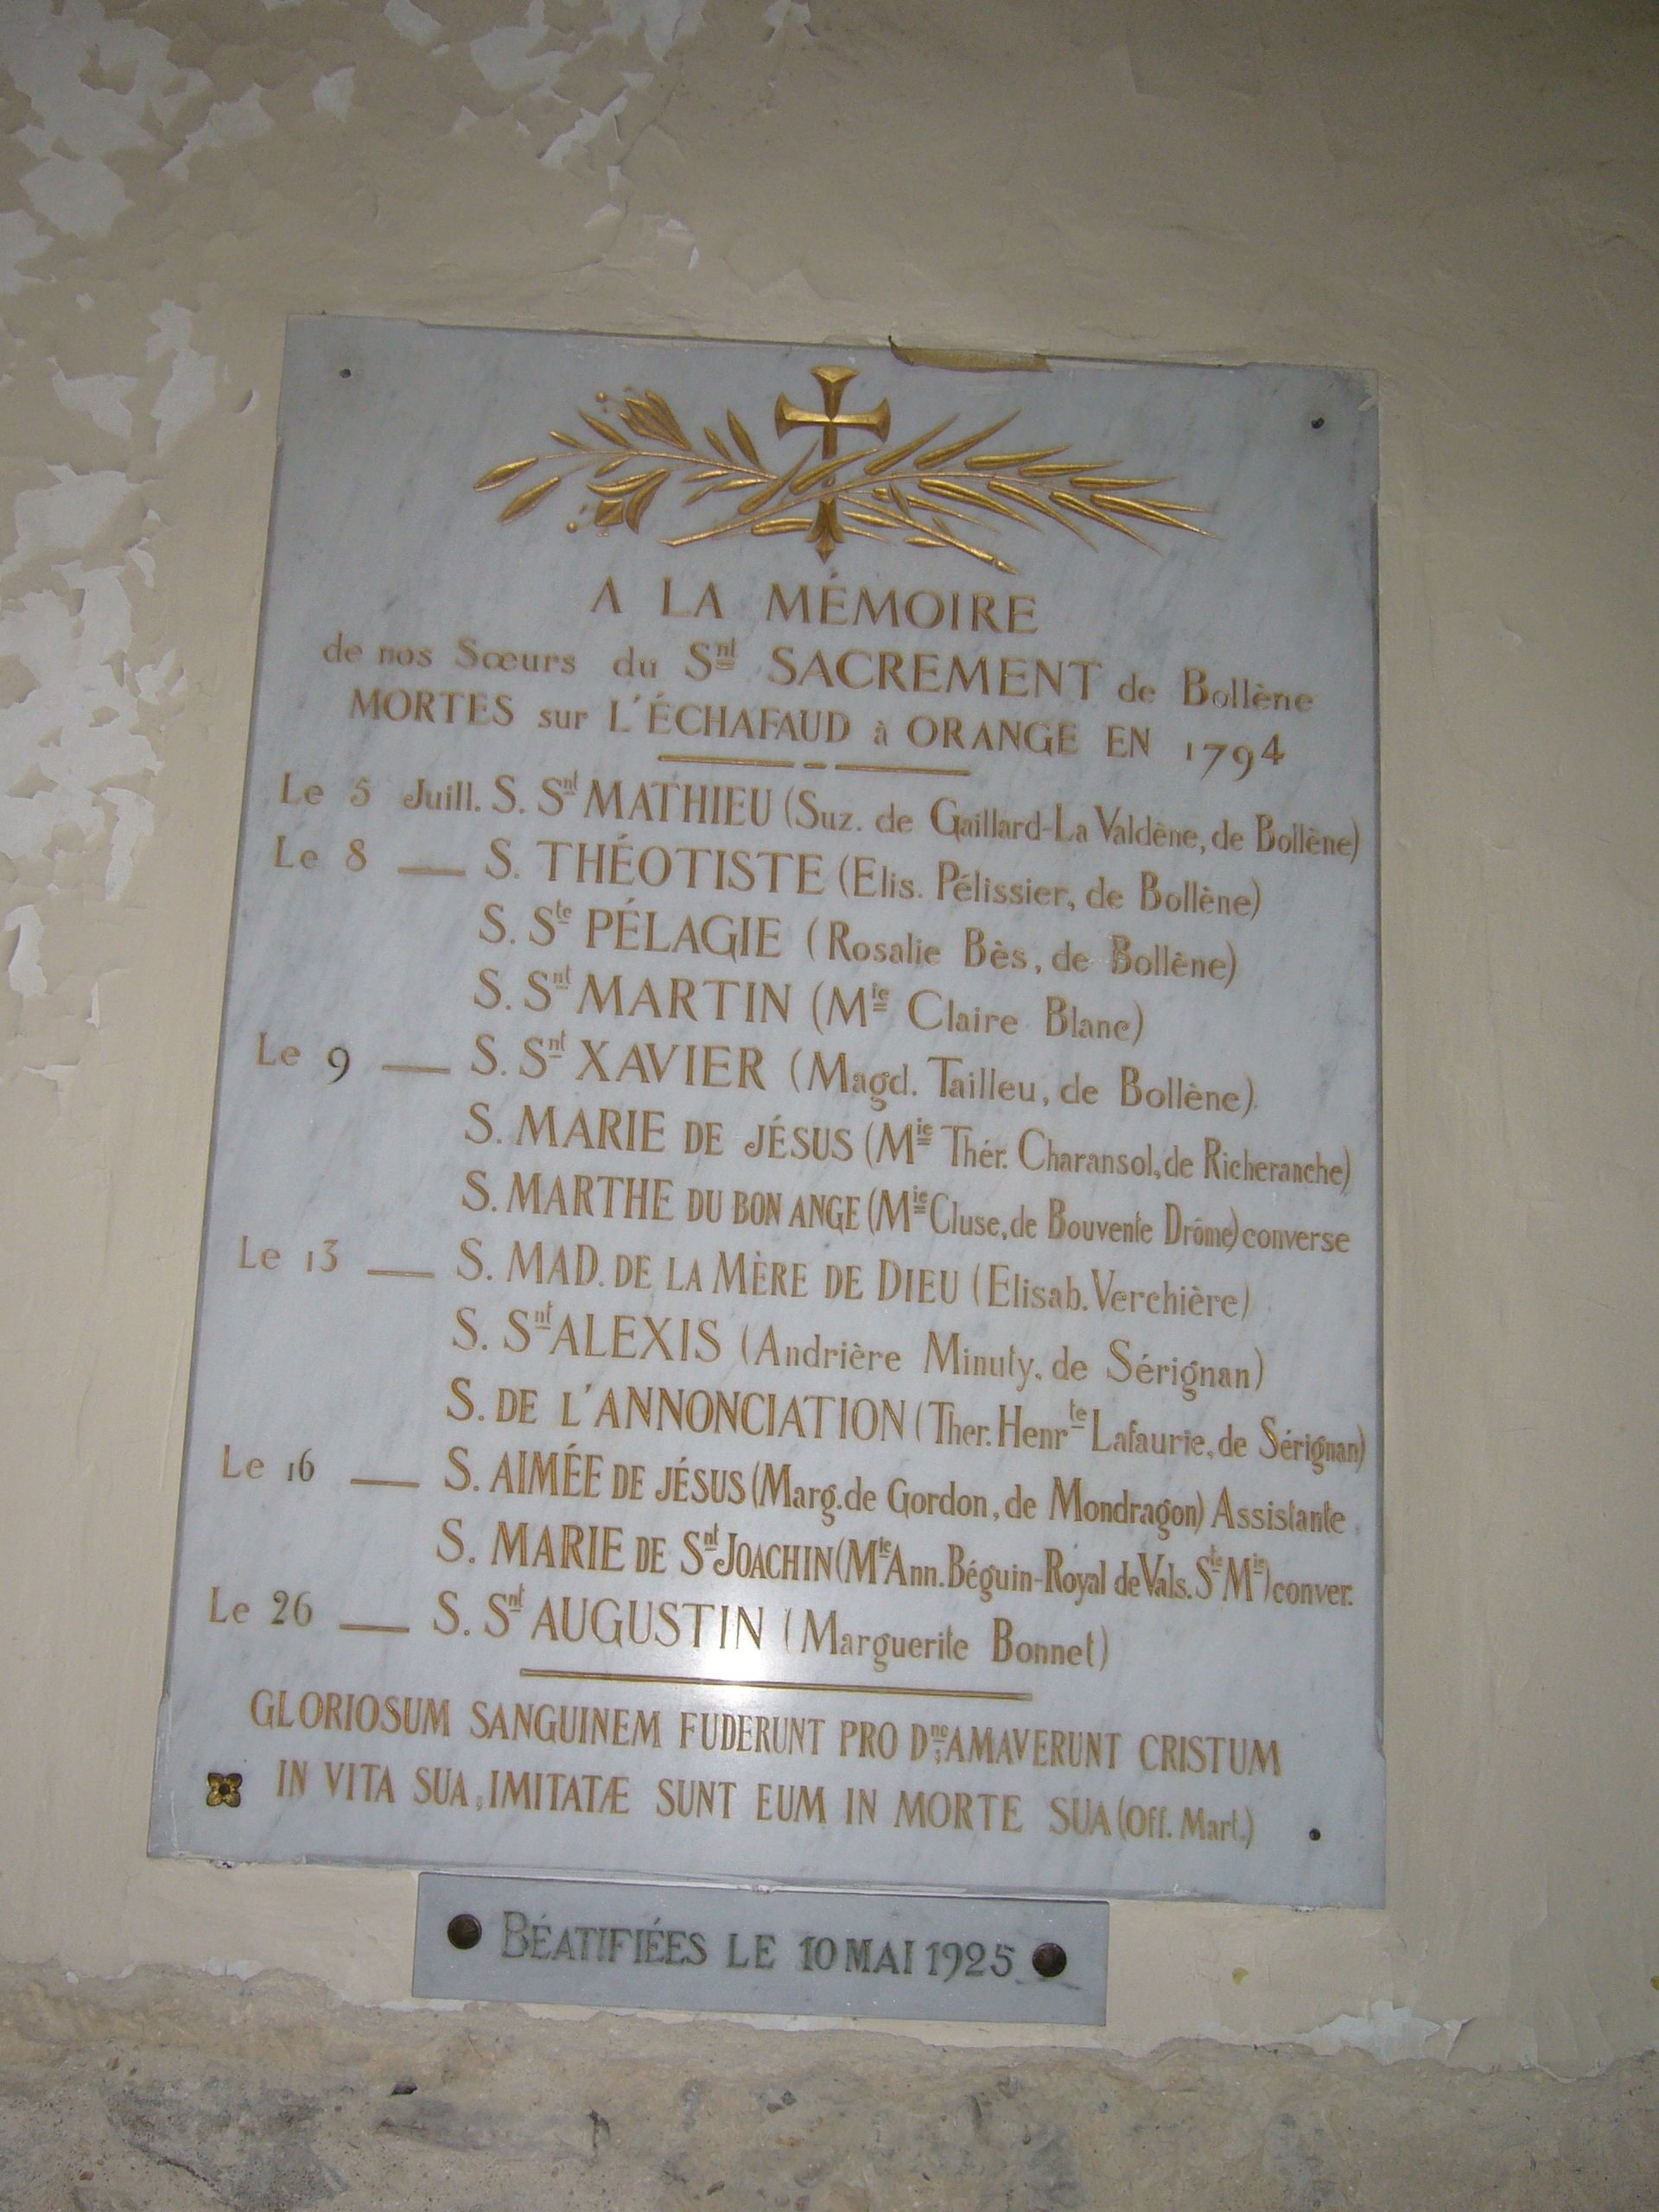 A LA MÉMOIRE
de nos Sœurs du Snt SACREMENT de Bollène
MORTES sur L'ÉCHAFAUD à ORANGE EN 1794
Le 5 Juill. S. Snt MATHIEU (Suz. de Gaillard-La Valdène, de Bollène)
Le 8 — S. THÉOTISTE (Elis. Pélissier, de Bollène)
S. Ste PÉLAGIE (Rosalie Bès, de Bollène)
S. Snt MARTIN (Mie Claire Blanc)
Le 9 — S. Snt XAVIER (Magd. Tailleu, de Bollène)
S. MARIE DE JÉSUS (Mie Thér. Charansol, de Richeranche)
S. MARTHE DU BON ANGE (Mie Cluse, de Bouvente Drôme) converse
Le 13 — S. MAD. DE LA MÈRE DE DIEU (Elisab. Verchière)
S. Snt ALEXIS (Andrière Minuty, de Sérignan)
S. DE L'ANNONCIATION (Ther. Henrte Lafaurie, de Sérignan)
Le 16 — S. AIMÉE DE JÉSUS (Marg. de Gordon, de Mondragon) Assistante
S. MARIE DE Snt JOACHIN (Mie Ann. Béguin-Royal de Vals. Ste Mie) conver.
Le 26 — S. Snt AUGUSTIN (Marguerite Bonnet)
GLORIOSUM SANGUINEM FUDERUNT PRO Dne; AMAVERUNT CRISTUM
IN VITA SUA, IMITATÆ SUNT EUM IN MORTE SUA (Off. Mart.)
BÉATIFIÉES LE 10 MAI 1925